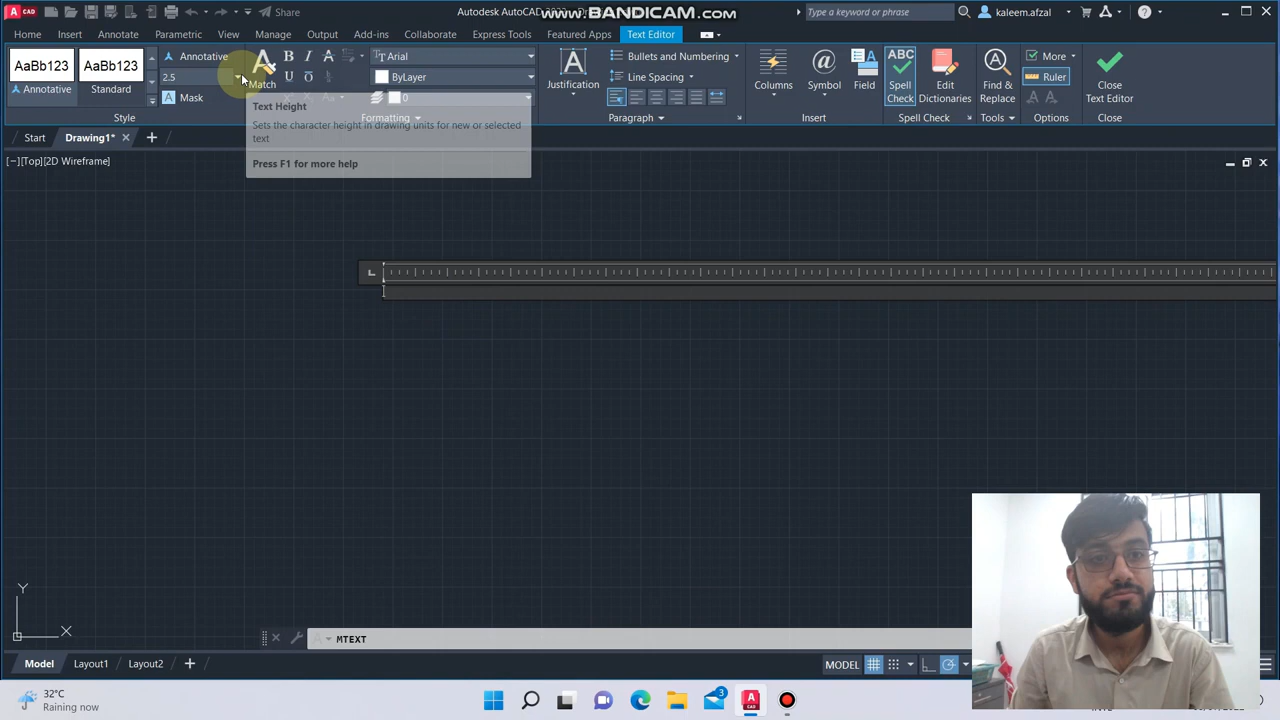 CAD
Share
Autodesk AutoCAD
www.BANDICAM.com
Type a keyword or phrase
kaleem.afzal
Home
Insert
Annotate
Parametric
View
Manage
Output
Add-ins
Collaborate
Express Tools
Featured Apps
Text Editor
AaBb123
AaBb123
Annotative
Standard
Annotative
2.5
Mask
Style
Match
B
I
A
U
O
Arial
ByLayer
0
Formatting
Justification
Bullets and Numbering
Line Spacing
Paragraph
Columns
Symbol
Field
Insert
ABC
Spell
Check
Edit
Dictionaries
Spell Check
Find &
Replace
Tools
More
Ruler
Options
Close
Text Editor
Close
Text Height
Sets the character height in drawing units for new or selected
text
Press F1 for more help
Start
Drawing1*
[−][Top][2D Wireframe]
Y
X
MTEXT
Model
Layout1
Layout2
MODEL
32°C
Raining now
3
A
CAD